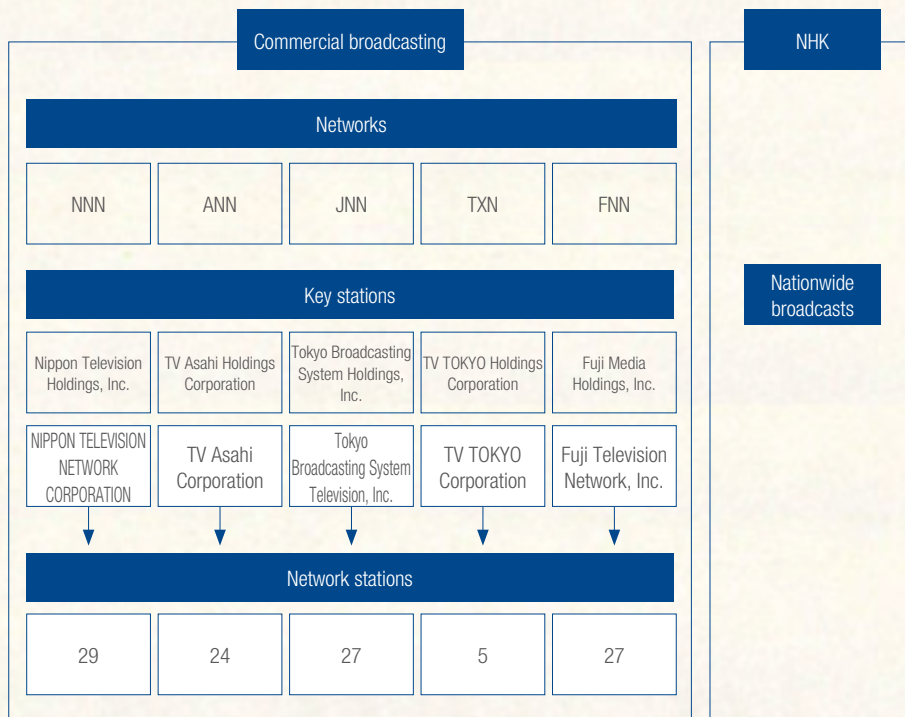 Commercial broadcasting
NHK
Networks
NNN
ANN
JNN
TXN
FNN
Key stations
Nationwide
broadcasts
Nippon Television
Holdings, Inc.
TV Asahi Holdings
Corporation
Tokyo Broadcasting
System Holdings,
Inc.
TV TOKYO Holdings
Corporation
Fuji Media
Holdings, Inc.
NIPPON TELEVISION
NETWORK
CORPORATION
TV Asahi
Corporation
Tokyo
Broadcasting System
Television, Inc.
TV TOKYO
Corporation
Fuji Television
Network, Inc.
Network stations
29
24
27
5
27